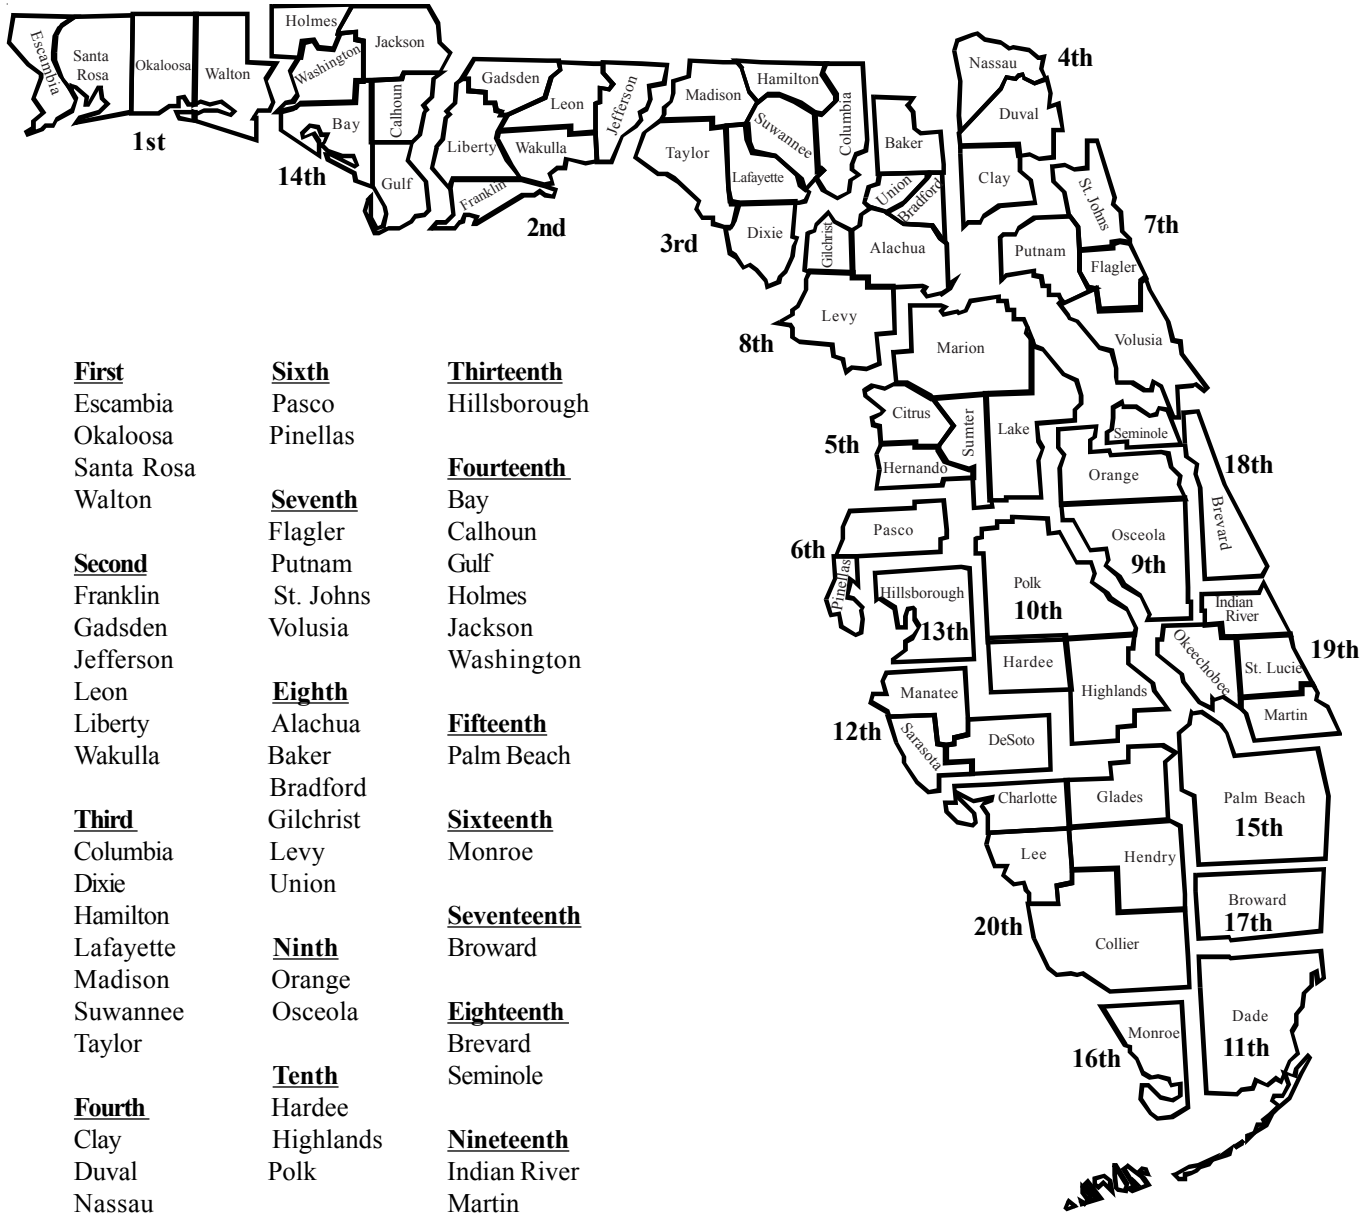 Escambia
Santa
Rosa
Okaloosa
Walton
1st
Holmes
Washington
Jackson
Bay
Calhoun
Gulf
14th
Gadsden
Leon
Jefferson
Liberty
Wakulla
Franklin
2nd
Madison
Hamilton
Suwannee
Columbia
Taylor
Lafayette
Dixie
3rd
Nassau
4th
Duval
Clay
Baker
Union
Bradford
Gilchrist
Alachua
Levy
8th
St. Johns
7th
Putnam
Flagler
Volusia
Marion
Citrus
5th
Sumter
Lake
Hernando
Seminole
18th
Orange
Brevard
Pasco
6th
Pinellas
Osceola
9th
Hillsborough
13th
Polk
10th
Indian
River
19th
Okeechobee
St. Lucie
Martin
Hardee
Highlands
Manatee
12th
Sarasota
DeSoto
Charlotte
Glades
Palm Beach
15th
Lee
Hendry
20th
Collier
Broward
17th
Dade
11th
Monroe
16th
First
Escambia
Okaloosa
Santa Rosa
Walton
Second
Franklin
Gadsden
Jefferson
Leon
Liberty
Wakulla
Third
Columbia
Dixie
Hamilton
Lafayette
Madison
Suwannee
Taylor
Fourth
Clay
Duval
Nassau
Sixth
Pasco
Pinellas
Seventh
Flagler
Putnam
St. Johns
Volusia
Eighth
Alachua
Baker
Bradford
Gilchrist
Levy
Union
Ninth
Orange
Osceola
Tenth
Hardee
Highlands
Polk
Thirteenth
Hillsborough
Fourteenth
Bay
Calhoun
Gulf
Holmes
Jackson
Washington
Fifteenth
Palm Beach
Sixteenth
Monroe
Seventeenth
Broward
Eighteenth
Brevard
Seminole
Nineteenth
Indian River
Martin